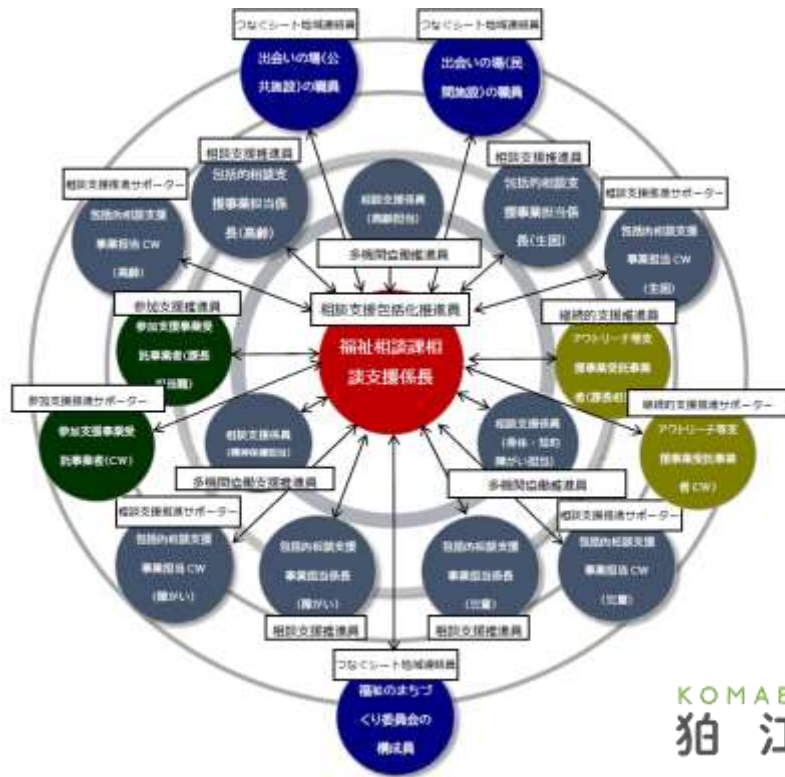 つなぐシート地域連絡員
出会いの場(公
共施設)の職員
つなぐシート地域連絡員
出会いの場(民
間施設)の職員
相談支援推進員
包括的相談支
援事業担当係
長(高齢)
相談支援係員
(高齢担当)
相談支援推進員
包括的相談支
援事業担当係
長(生困)
相談支援推進サポーター
包括的相談支援
事業担当CW
(高齢)
相談支援推進サポーター
包括的相談支援
事業担当CW
(生困)
多機関協働推進員
相談支援包括化推進員
福祉相談課相
談支援係長
参加支援推進員
参加支援事業受
託事業者(課長
担当職)
継続的支援推進員
アウトリーチ等支
援事業受託事業
者(課長相
参加支援推進サポーター
参加支援事業受
託事業者(CW)
継続的支援推進サポーター
アウトリーチ等支
援事業受託事業
者CW)
相談支援係員
(精神保健担当)
多機関協働支援推進員
相談支援係員
(身体・知的
障がい担当)
多機関協働推進員
相談支援推進サポーター
包括的相談支援
事業担当CW
(障がい)
包括的相談支援
事業担当係長
(障がい)
相談支援推進員
包括的相談支援
事業担当係長
(児童)
相談支援推進員
相談支援推進サポーター
包括的相談支援
事業担当CW
(児童)
つなぐシート地域連絡員
福祉のまちづ
くり委員会の
構成員
KOMAE
狛江